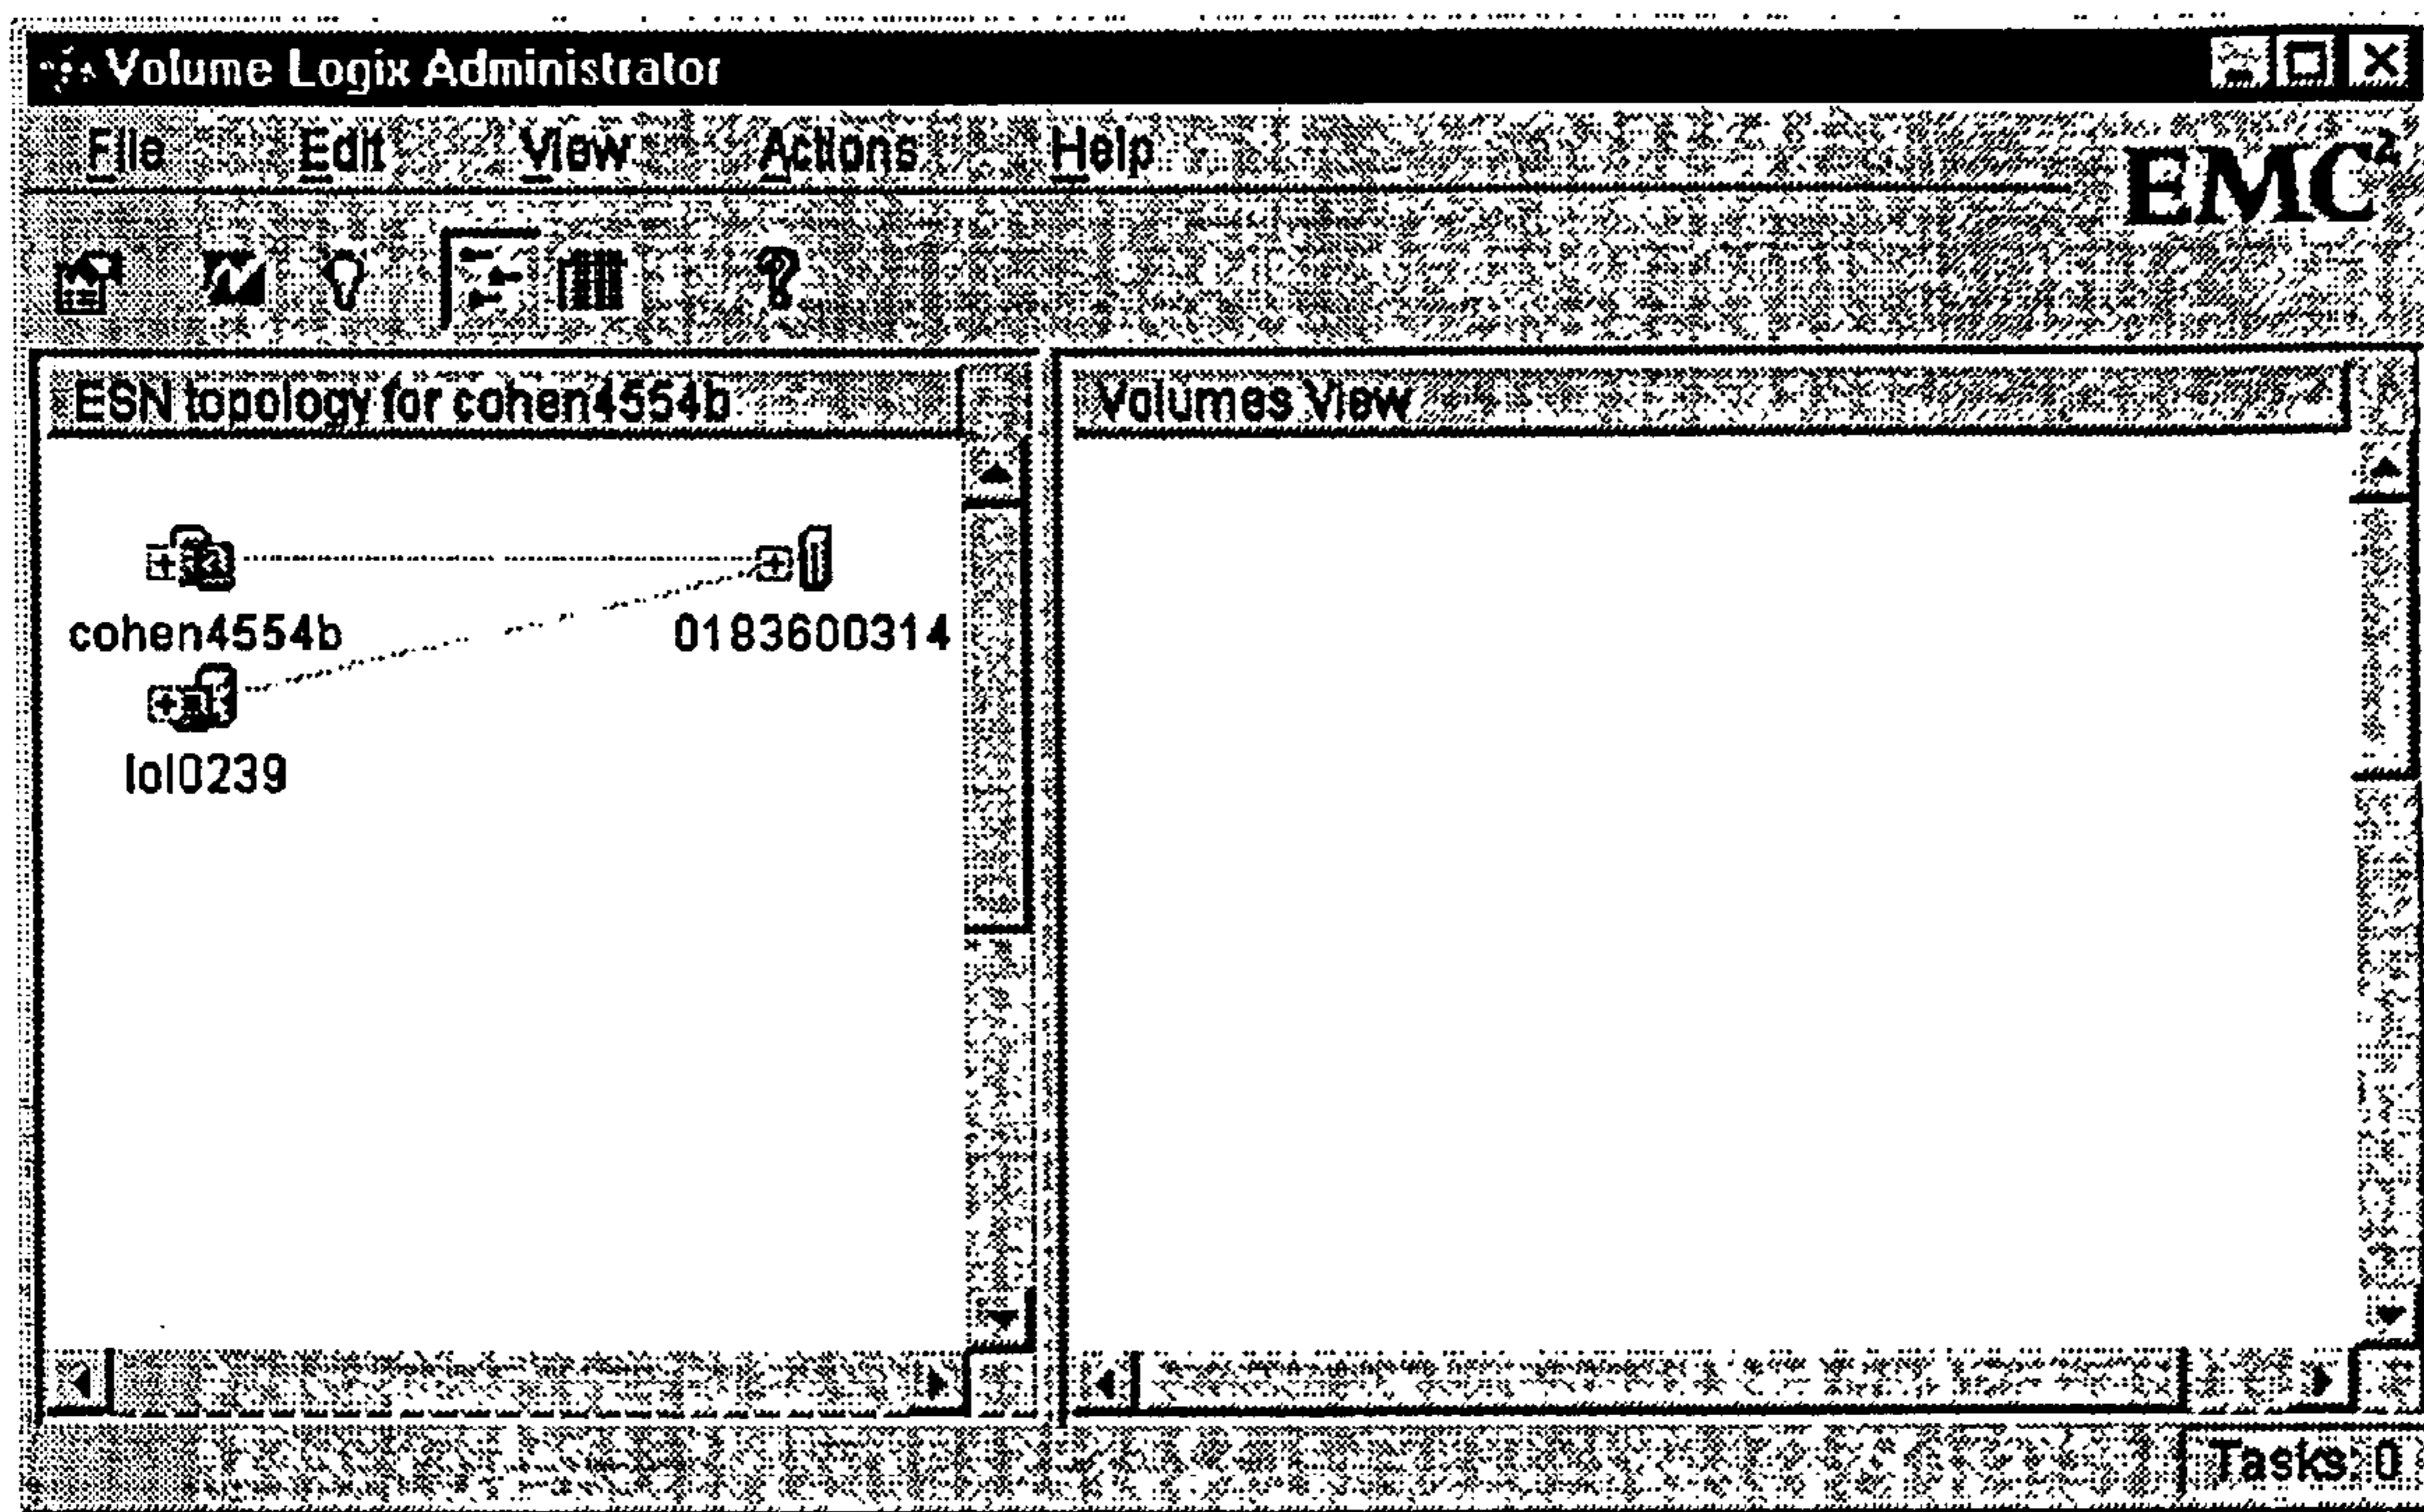 Volume Logix Administrator
File Edit View Actions Help
EMC²
ESN topology for cohen4554b
Volumes View
cohen4554b
0183600314
lol0239
Tasks: 0